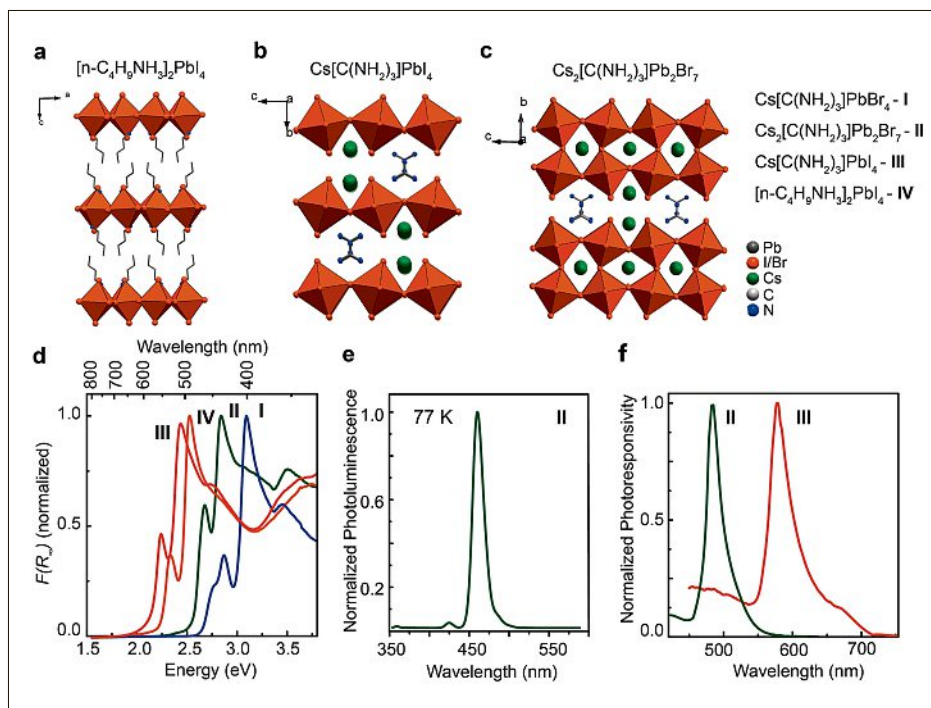 a
[n-C4H9NH3]2PbI4
a
c
b
Cs[C(NH2)3]PbI4
c
a
b
c
Cs2[C(NH2)3]Pb2Br7
b
c
a
Cs[C(NH2)3]PbBr4 - I
Cs2[C(NH2)3]Pb2Br7 - II
Cs[C(NH2)3]PbI4 - III
[n-C4H9NH3]2PbI4 - IV
Pb
I/Br
Cs
C
N
d
Wavelength (nm)
800 700 600 500 400
F(R∞) (normalized)
1.0
0.5
0.0
III IV II I
1.5 2.0 2.5 3.0 3.5
Energy (eV)
e
Normalized Photoluminescence
77 K II
1.0
0.6
0.2
350 450 550
Wavelength (nm)
f
Normalized Photoresponsivity
II III
1.0
0.5
0
500 600 700
Wavelength (nm)